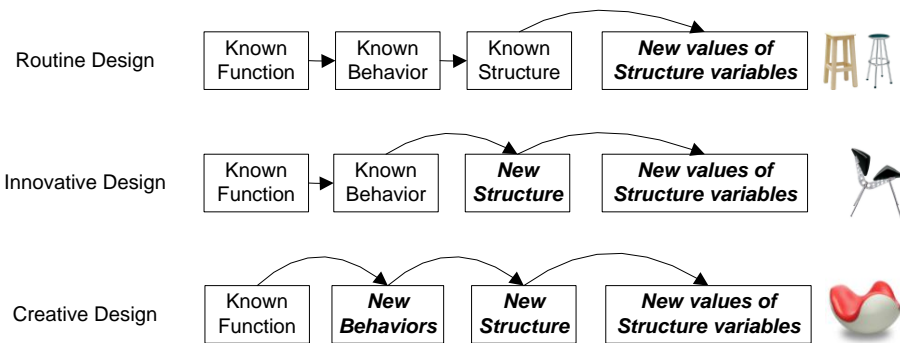 Routine Design
Known
Function
Known
Behavior
Known
Structure
New values of
Structure variables
Innovative Design
Known
Function
Known
Behavior
New
Structure
New values of
Structure variables
Creative Design
Known
Function
New
Behaviors
New
Structure
New values of
Structure variables